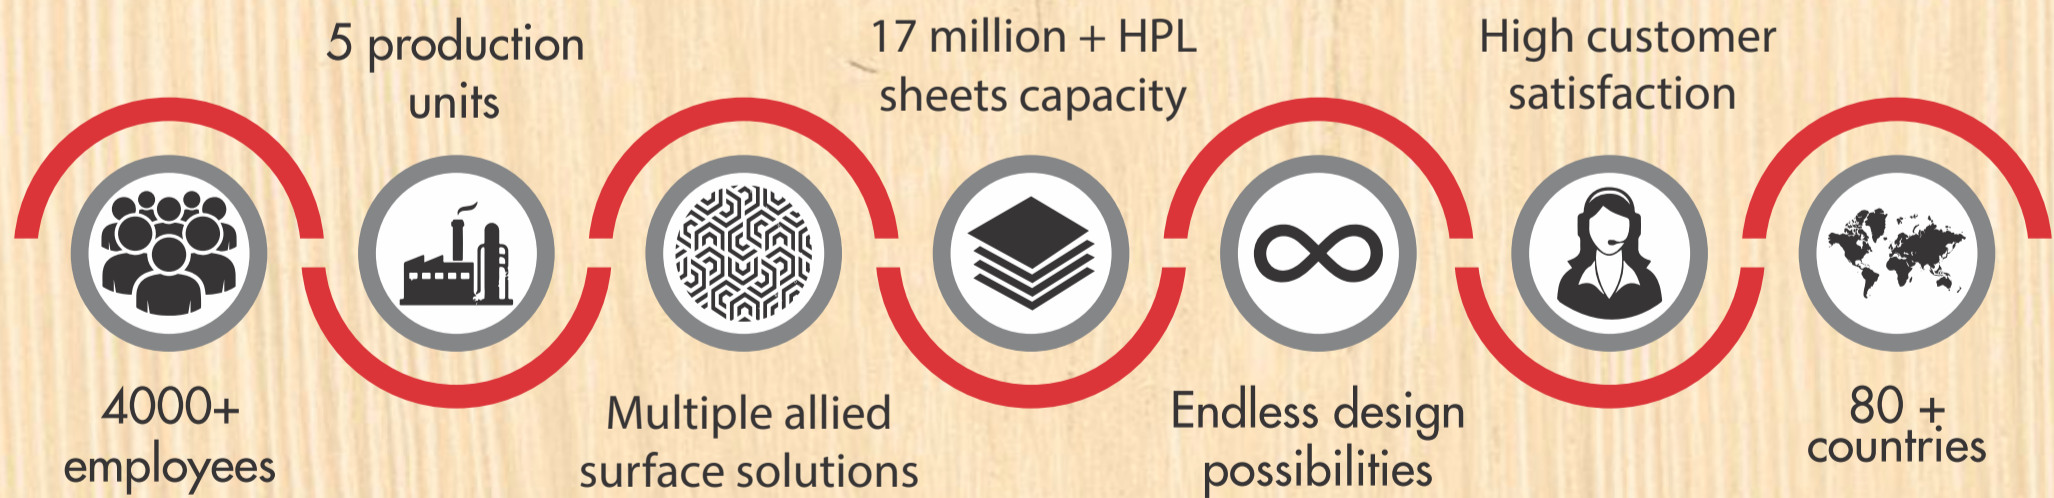 4000+
employees
5 production
units
Multiple allied
surface solutions
17 million + HPL
sheets capacity
Endless design
possibilities
High customer
satisfaction
80 +
countries